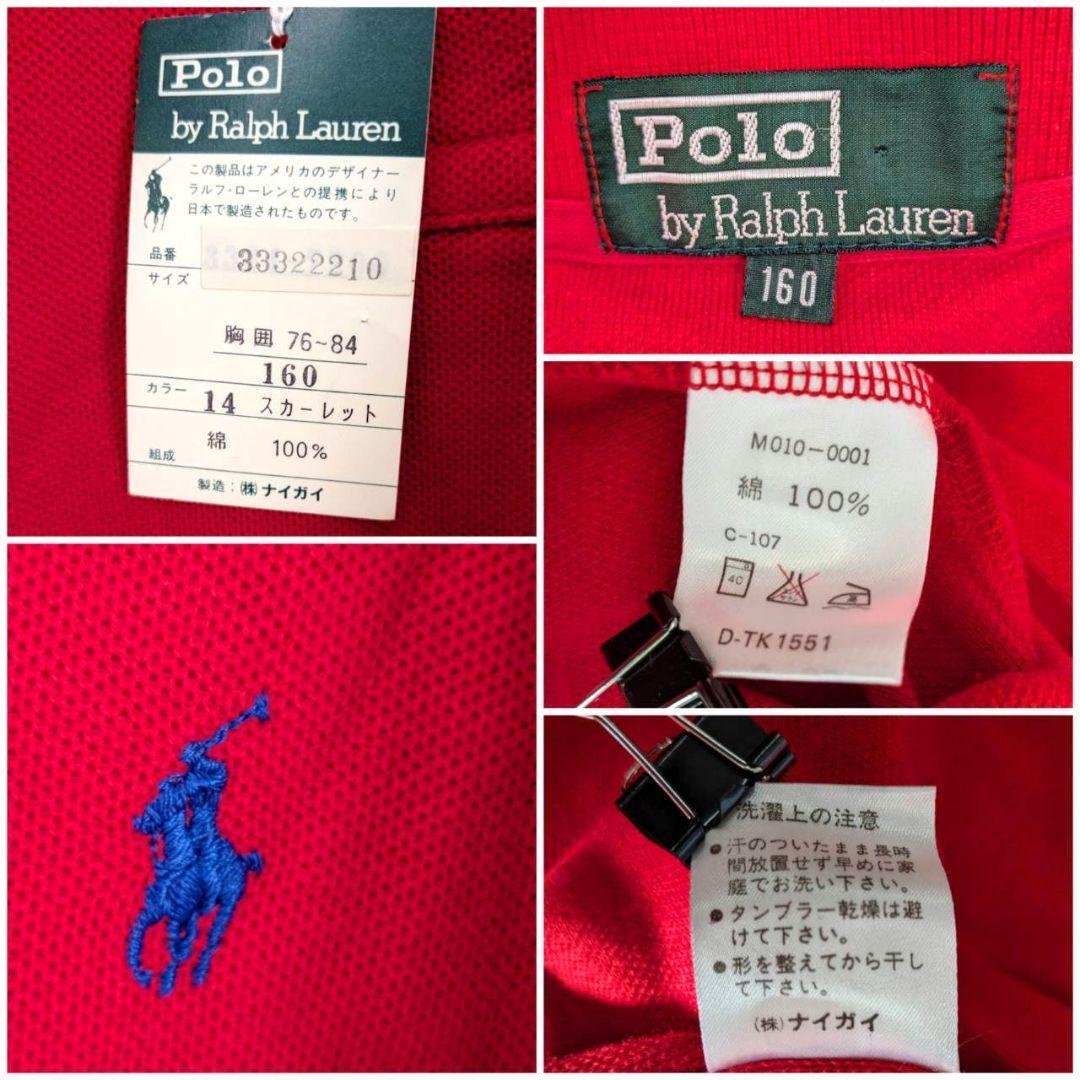 Polo
by Ralph Lauren
この製品はアメリカのデザイナー
ラルフ・ローレンとの提携により
日本で製造されたものです。
品番 33322210
サイズ
胸囲 76~84
160
カラー 14 スカーレット
組成 綿 100%
製造:(株)ナイガイ
Polo
by Ralph Lauren
160
M010-0001
綿 100%
C-107
40
D-TK1551
洗濯上の注意
●汗のついたまま長時
間放置せず早めに家
庭でお洗い下さい。
●タンブラー乾燥は避
けて下さい。
●形を整えてから干し
て下さい。
(株)ナイガイ